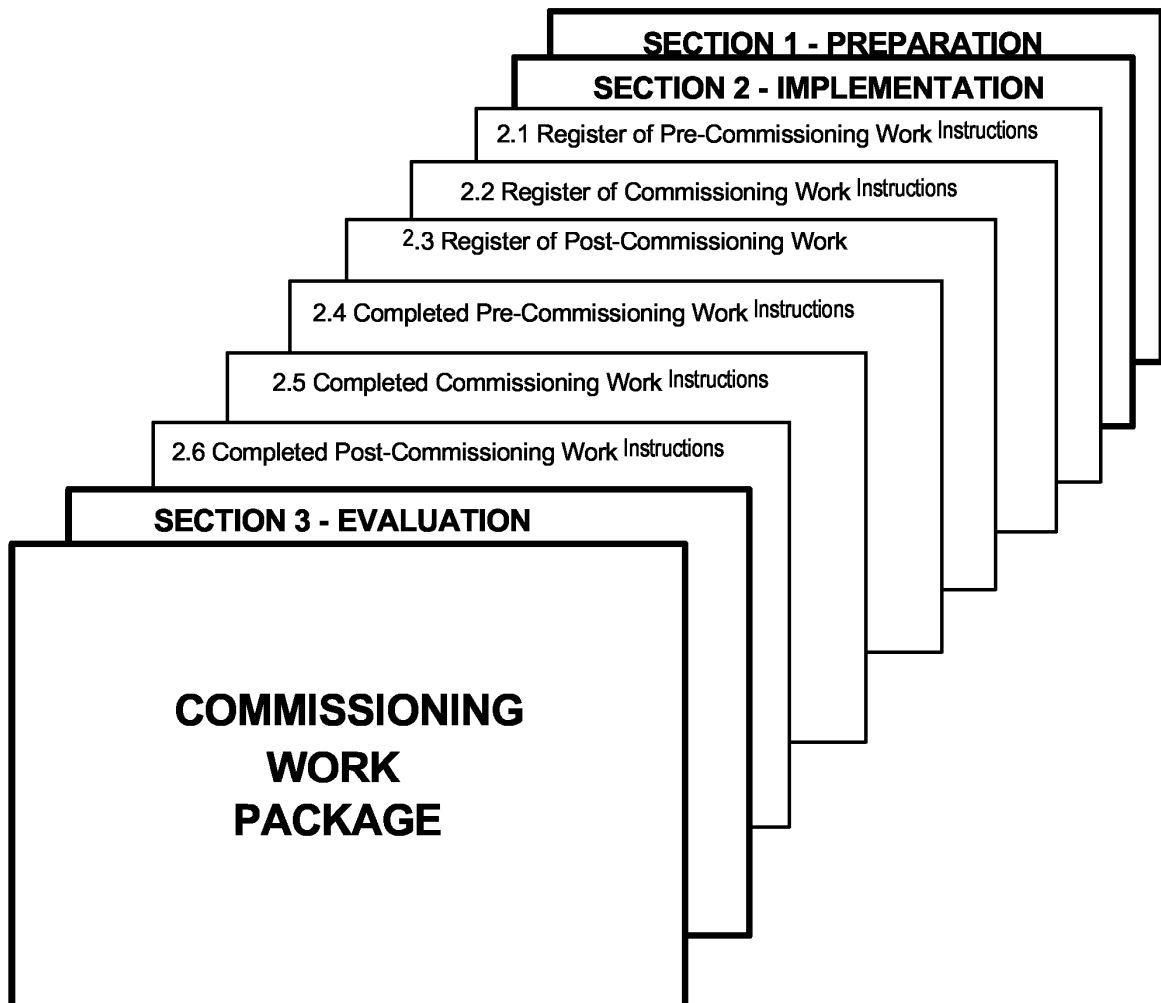 SECTION 1 - PREPARATION
SECTION 2 - IMPLEMENTATION
2.1 Register of Pre-Commissioning Work Instructions
2.2 Register of Commissioning Work Instructions
2.3 Register of Post-Commissioning Work
2.4 Completed Pre-Commissioning Work Instructions
2.5 Completed Commissioning Work Instructions
2.6 Completed Post-Commissioning Work Instructions
SECTION 3 - EVALUATION
COMMISSIONING
WORK
PACKAGE